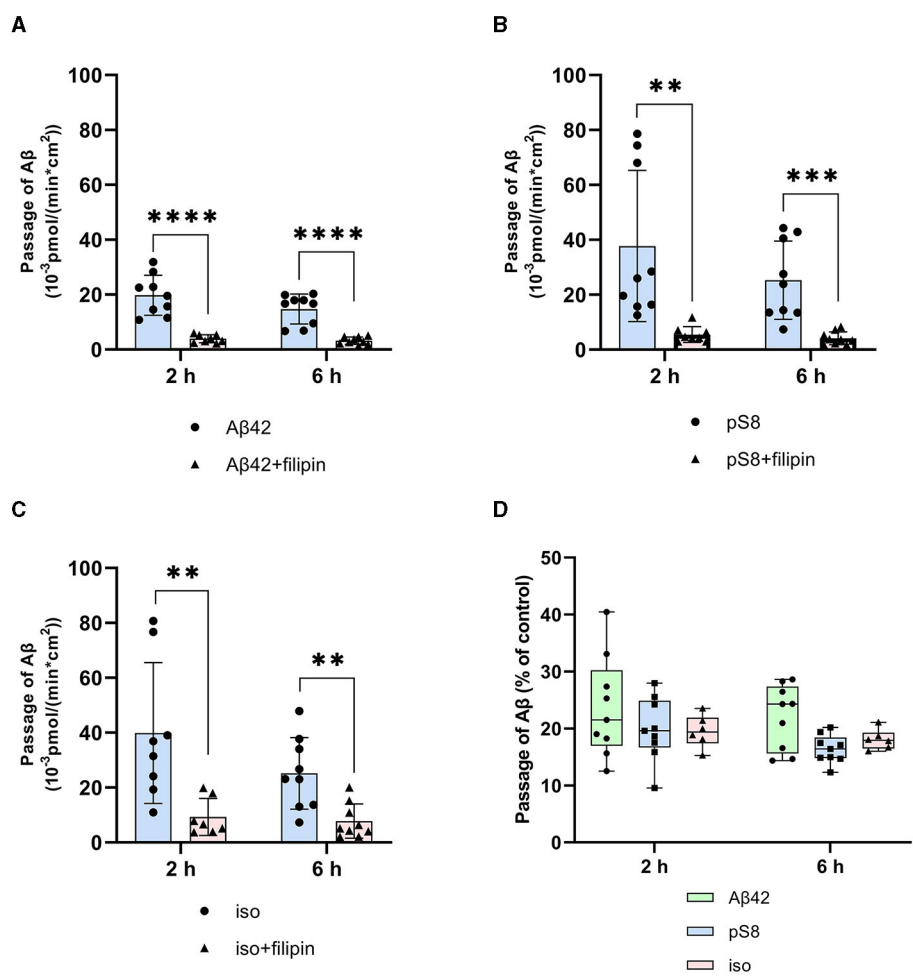 A
Passage of Aβ
(10⁻³pmol/(min*cm²))
100
80
60
40
20
0
****
****
2 h
6 h
Aβ42
Aβ42+filipin
B
Passage of Aβ
(10⁻³pmol/(min*cm²))
100
80
60
40
20
0
**
***
2 h
6 h
pS8
pS8+filipin
C
Passage of Aβ
(10⁻³pmol/(min*cm²))
100
80
60
40
20
0
**
**
2 h
6 h
iso
iso+filipin
D
Passage of Aβ (% of control)
50
40
30
20
10
0
2 h
6 h
Aβ42
pS8
iso